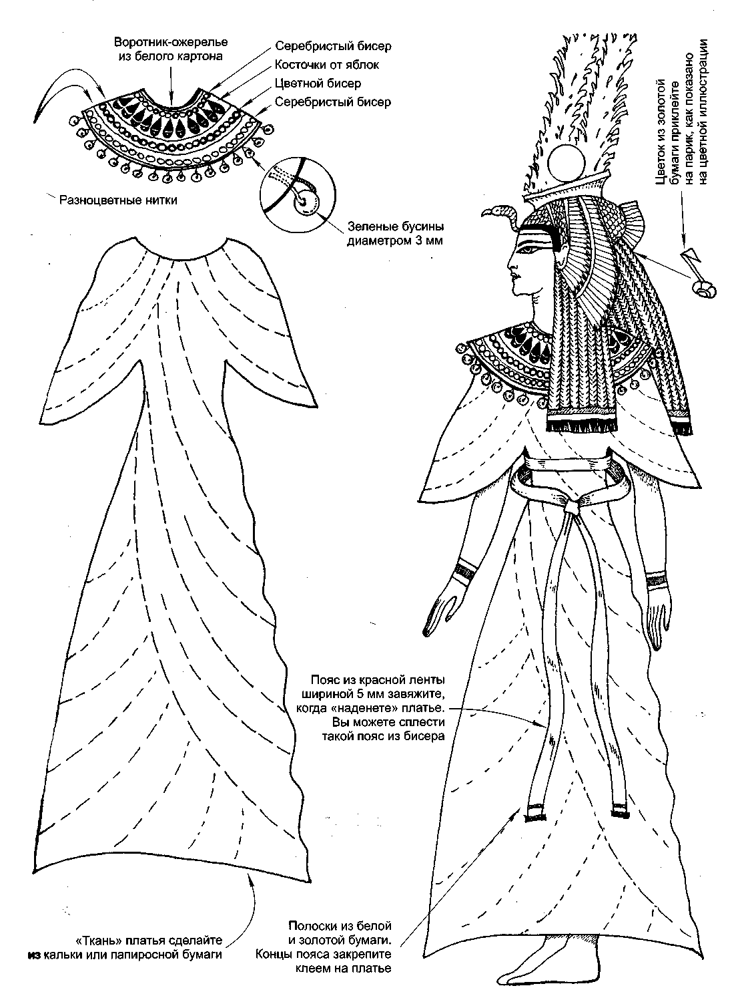 Воротник-ожерелье
из белого картона
Серебристый бисер
Косточки от яблок
Цветной бисер
Серебристый бисер
Разноцветные нитки
Зеленые бусины
диаметром 3 мм
Цветок из золотой
бумаги приклейте
на парик, как показано
на цветной иллюстрации
Пояс из красной ленты
шириной 5 мм завяжите,
когда «наденете» платье.
Вы можете сплести
такой пояс из бисера
«Ткань» платья сделайте
из кальки или папиросной бумаги
Полоски из белой
и золотой бумаги.
Концы пояса закрепите
клеем на платье